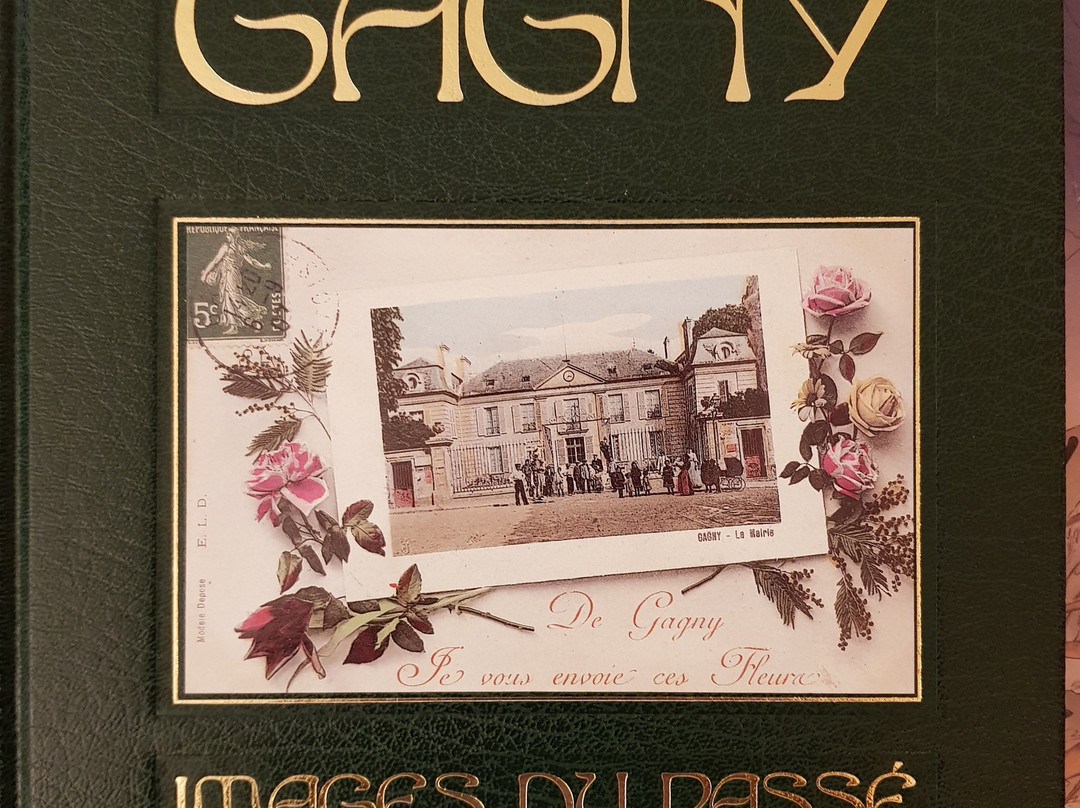 GAGNY
RÉPUBLIQUE FRANÇAISE
5c
POSTES
E. L. D.
Modèle Déposé
GAGNY - La Mairie
De Gagny
Je vous envoie ces Fleurs
IMAGES DU PASSÉ